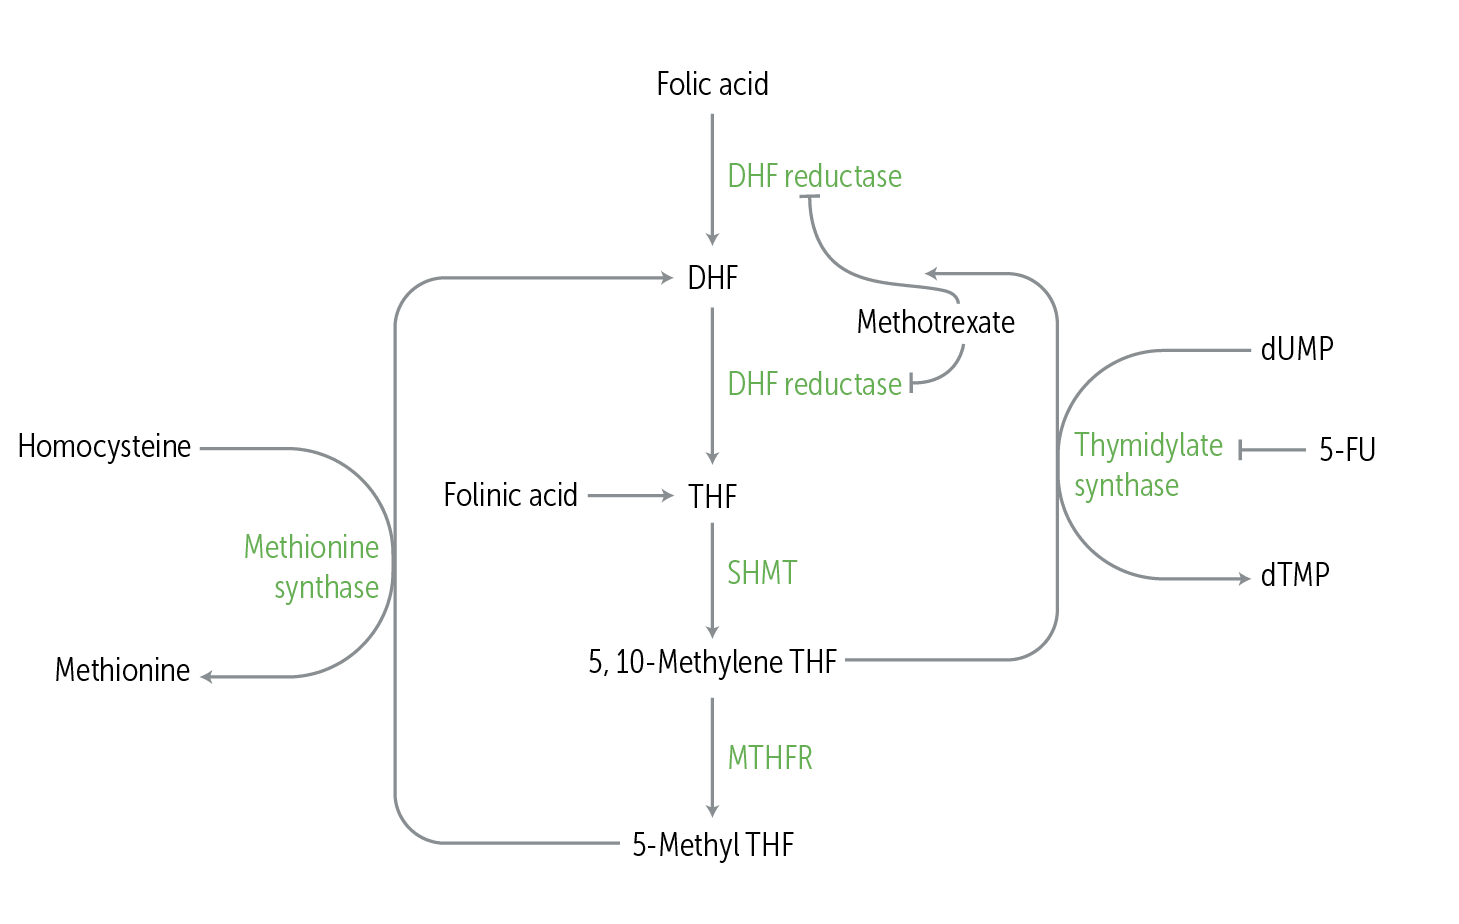 Folic acid
DHF reductase
DHF
Methotrexate
dUMP
DHF reductase
Homocysteine
Thymidylate
synthase
5-FU
Folinic acid
THF
Methionine
synthase
SHMT
dTMP
Methionine
5, 10-Methylene THF
MTHFR
5-Methyl THF